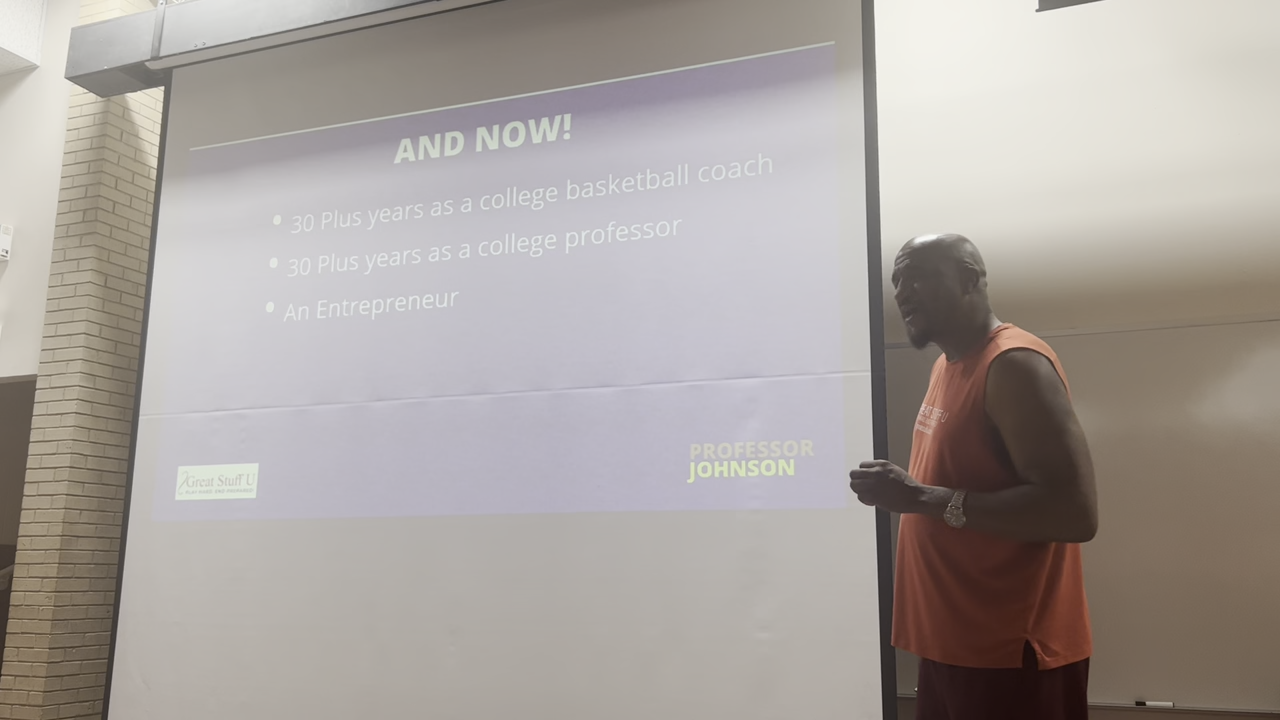 AND NOW!
• 30 Plus years as a college basketball coach
• 30 Plus years as a college professor
• An Entrepreneur
Great Stuff U
PROFESSOR
JOHNSON